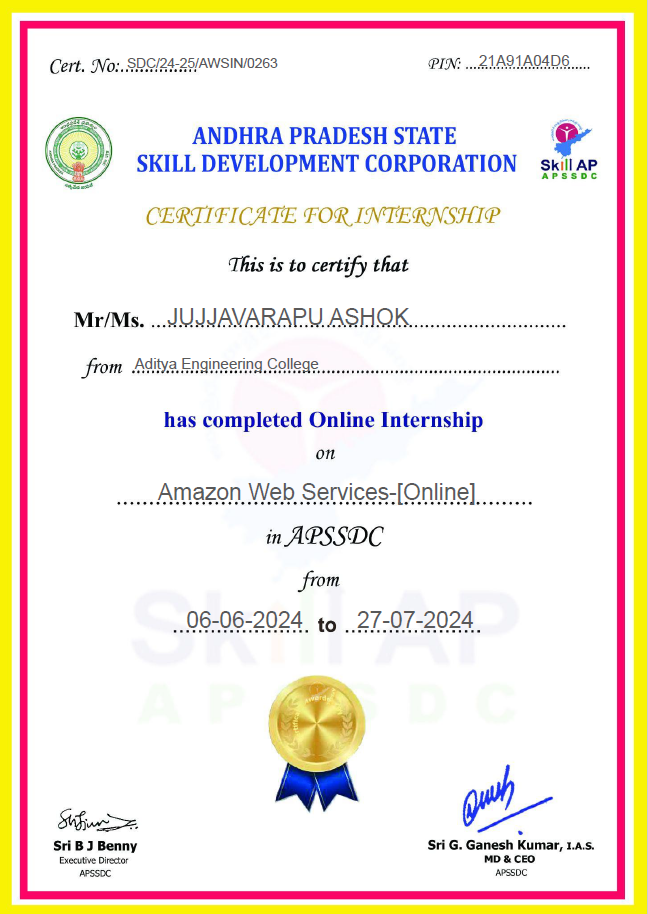 Cert. No:..SDC/24-25/AWSIN/0263
PIN: ...21A91A04D6......
ANDHRA PRADESH STATE
SKILL DEVELOPMENT CORPORATION
Skill AP
APSSDC
CERTIFICATE FOR INTERNSHIP
This is to certify that
Mr/Ms. ...JUJJAVARAPU ASHOK..............................
from Aditya Engineering College..............................
has completed Online Internship
on
......Amazon Web Services-[Online]..........
in APSSDC
from
..06-06-2024.. to ..27-07-2024..
Skill AP
APSSDC
Sri B J Benny
Executive Director
APSSDC
Sri G. Ganesh Kumar, I.A.S.
MD & CEO
APSSDC